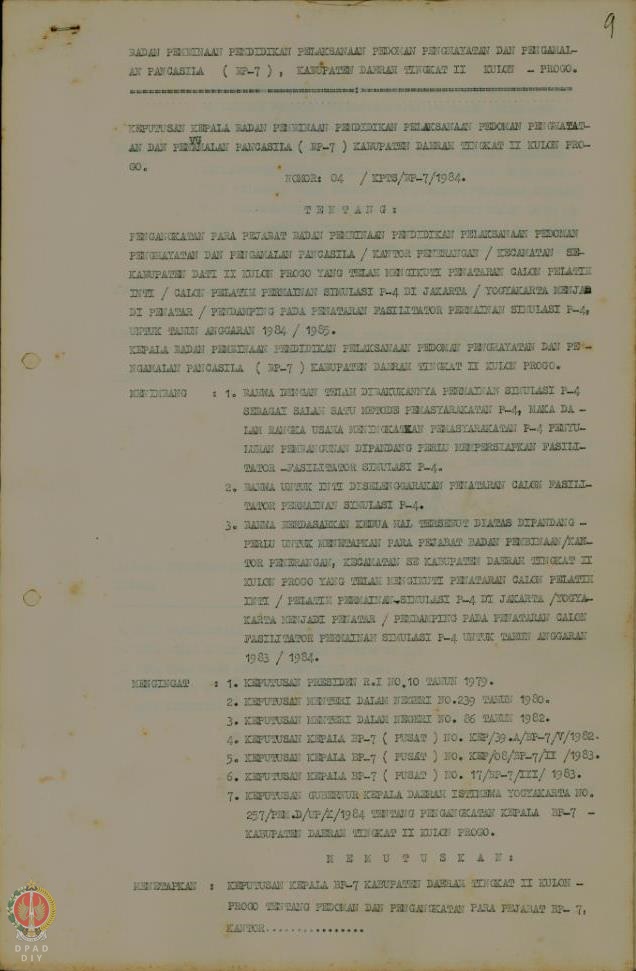 9
BADAN PEMBINAAN PENDIDIKAN PELAKSANAAN PEDOMAN PENGHAYATAN DAN PENGAMAL-
AN PANCASILA ( BP-7 ) , KABUPATEN DAERAH TINGKAT II KULON - PROGO.
KEPUTUSAN KEPALA BADAN PEMBINAAN PENDIDIKAN PELAKSANAAN PEDOMAN PENGHAYAT-
AN DAN PENGAMALAN PANCASILA ( BP-7 ) KABUPATEN DAERAH TINGKAT II KULON PRO-
GO.
NOMOR: 04 / KPTS/BP-7/1984.
T E N T A N G :
PENGANGKATAN PARA PEJABAT BADAN PEMBINAAN PENDIDIKAN PELAKSANAAN PEDOMAN
PENGHAYATAN DAN PENGAMALAN PANCASILA / KANTOR PENERANGAN / KECAMATAN SE-
KABUPATEN DATI II KULON PROGO YANG TELAH MENGIKUTI PENATARAN CALON PELATIH
INTI / CALON PELATIH PERMAINAN SIMULASI P-4 DI JAKARTA / YOGYAKARTA MENJA
DI PENATAR / PENDAMPING PADA PENATARAN FASILITATOR PERMAINAN SIMULASI P-4,
UNTUK TAHUN ANGGARAN 1984 / 1985.
KEPALA BADAN PEMBINAAN PENDIDIKAN PELAKSANAAN PEDOMAN PENGHAYATAN DAN PE-
NGAMALAN PANCASILA ( BP-7 ) KABUPATEN DAERAH TINGKAT II KULON PROGO.
MENIMBANG : 1. BAHWA DENGAN TELAH DIBAKUKANNYA PERMAINAN SIMULASI P-4
SEBAGAI SALAH SATU METODE PEMASYARAKATAN P-4, MAKA DA -
LAM RANGKA USAHA MENINGKATKAN PEMASYARAKATAN P-4 PENYU-
LUHAN PEMBANGUNAN DIPANDANG PERLU MEMPERSIAPKAN FASILI-
TATOR -FASILITATOR SIMULASI P-4.
2. BAHWA UNTUK INTI DISELENGGARAKAN PENATARAN CALON FASILI-
TATOR PERMAINAN SIMULASI P-4.
3. BAHWA BERDASARKAN KEDUA HAL TERSEBUT DIATAS DIPANDANG -
PERLU UNTUK MENETAPKAN PARA PEJABAT BADAN PEMBINAAN/KAN-
TOR PENERANGAN, KECAMATAN SE KABUPATEN DAERAH TINGKAT II
KULON PROGO YANG TELAH MENGIKUTI PENATARAN CALON PELATIH
INTI / PELATIH PERMAINAN-SIMULASI P-4 DI JAKARTA /YOGYA-
KARTA MENJADI PENATAR / PENDAMPING PADA PENATARAN CALON
FASILITATOR PERMAINAN SIMULASI P-4 UNTUK TAHUN ANGGARAN
1983 / 1984.
MENGINGAT : 1. KEPUTUSAN PRESIDEN R.I NO.10 TAHUN 1979.
2. KEPUTUSAN MENTERI DALAM NEGERI NO.239 TAHUN 1980.
3. KEPUTUSAN MENTERI DALAM NEGERI NO. 86 TAHUN 1982.
4. KEPUTUSAN KEPALA BP-7 ( PUSAT ) NO. KEP/39.A/BP-7/V/1982.
5. KEPUTUSAN KEPALA BP-7 ( PUSAT ) NO. KEP/08/BP-7/II /1983.
6. KEPUTUSAN KEPALA BP-7 ( PUSAT ) NO. 17/BP-7/III/ 1983.
7. KEPUTUSAN GUBERNUR KEPALA DAERAH ISTIMEWA YOGYAKARTA NO.
257/PEM.D/UP/X/1984 TENTANG PENGANGKATAN KEPALA BP-7 -
KABUPATEN DAERAH TINGKAT II KULON PROGO.
M E M U T U S K A N :
MENETAPKAN : KEPUTUSAN KEPALA BP-7 KABUPATEN DAERAH TINGKAT II KULON -
PROGO TENTANG PEDOMAN DAN PENGANGKATAN PARA PEJABAT BP- 7,
KANTOR................
DPAD
DIY